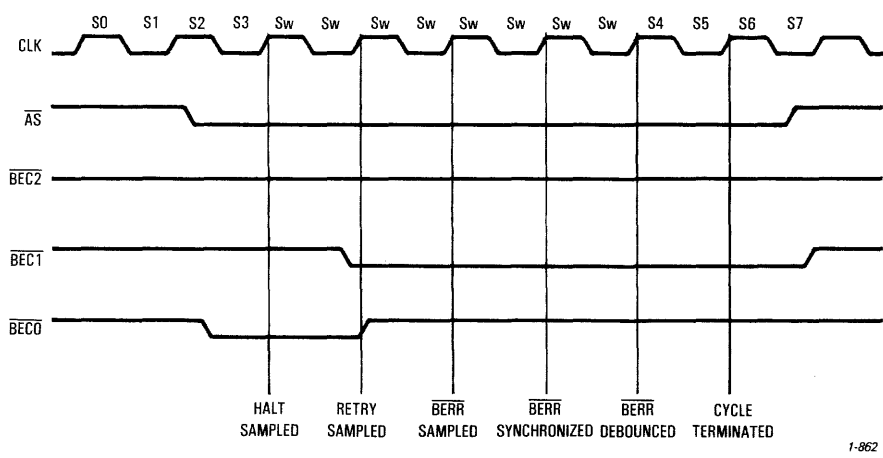 S0 S1 S2 S3 Sw Sw Sw Sw Sw Sw Sw Sw S4 S5 S6 S7
CLK
AS
BEC2
BEC1
BEC0
HALT SAMPLED
RETRY SAMPLED
BERR SAMPLED
BERR SYNCHRONIZED
BERR DEBOUNCED
CYCLE TERMINATED
1-862